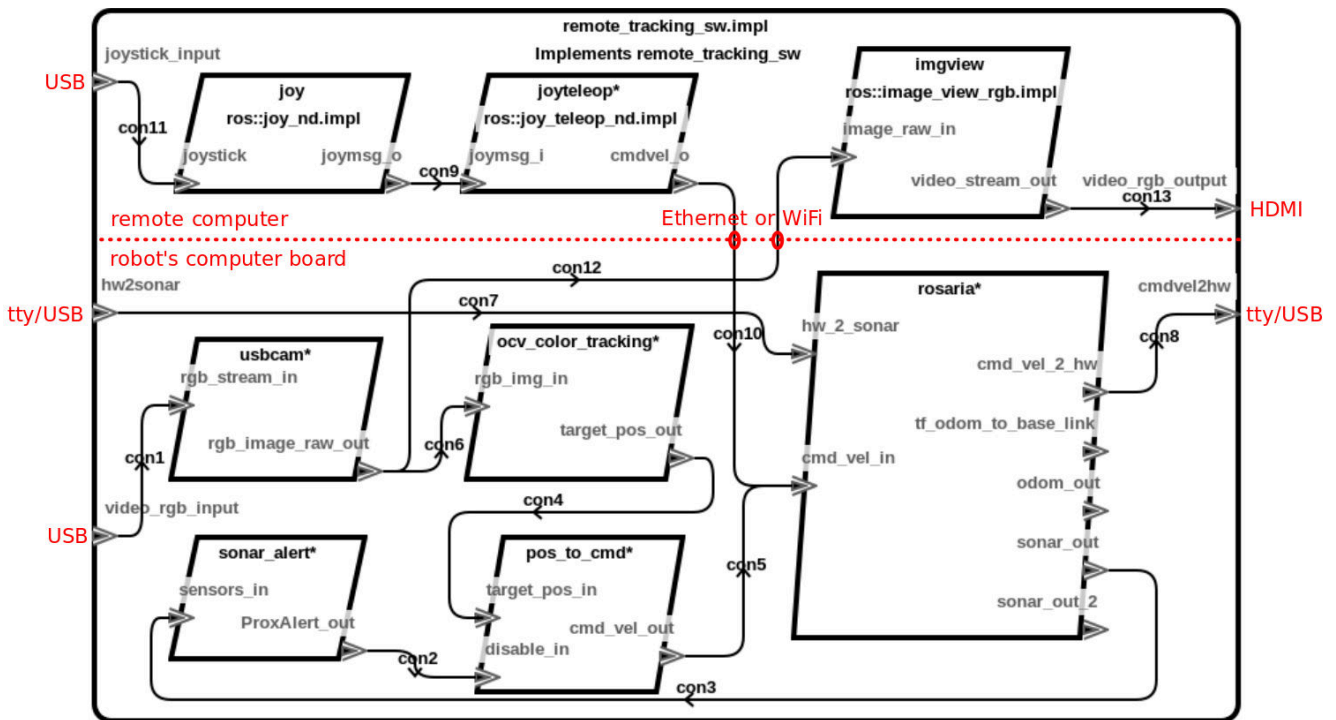 remote_tracking_sw.impl
Implements remote_tracking_sw
joystick_input
USB
con11
joy
ros::joy_nd.impl
joystick
joymsg_o
con9
joyteleop*
ros::joy_teleop_nd.impl
joymsg_i
cmdvel_o
imgview
ros::image_view_rgb.impl
image_raw_in
video_stream_out
video_rgb_output
con13
HDMI
remote computer
Ethernet or WiFi
robot's computer board
hw2sonar
tty/USB
con12
con7
con10
usbcam*
rgb_stream_in
rgb_image_raw_out
con1
con6
ocv_color_tracking*
rgb_img_in
target_pos_out
rosaria*
hw_2_sonar
cmd_vel_2_hw
tf_odom_to_base_link
cmd_vel_in
odom_out
sonar_out
sonar_out_2
cmdvel2hw
tty/USB
con8
video_rgb_input
USB
con4
sonar_alert*
sensors_in
ProxAlert_out
con2
pos_to_cmd*
target_pos_in
cmd_vel_out
disable_in
con5
con3